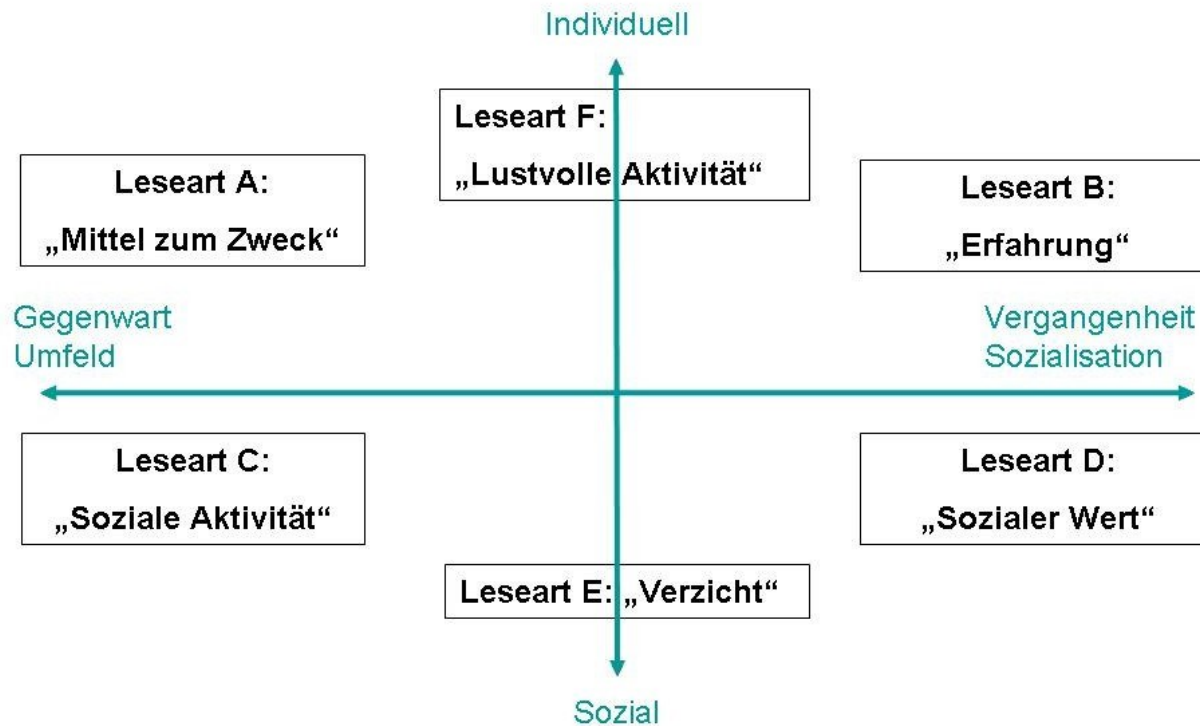 Individuell
Leseart F:
„Lustvolle Aktivität“
Leseart A:
„Mittel zum Zweck“
Leseart B:
„Erfahrung“
Gegenwart
Umfeld
Vergangenheit
Sozialisation
Leseart C:
„Soziale Aktivität“
Leseart D:
„Sozialer Wert“
Leseart E: „Verzicht“
Sozial